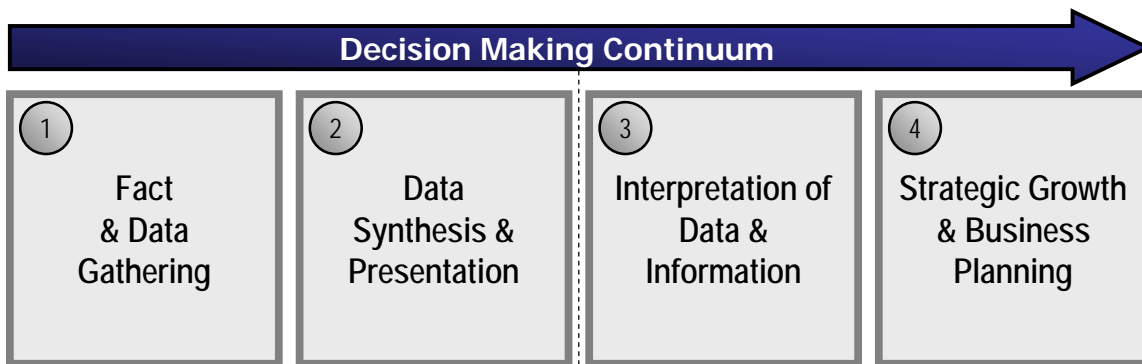 Decision Making Continuum
1
Fact
& Data
Gathering
2
Data
Synthesis &
Presentation
3
Interpretation of
Data &
Information
4
Strategic Growth
& Business
Planning